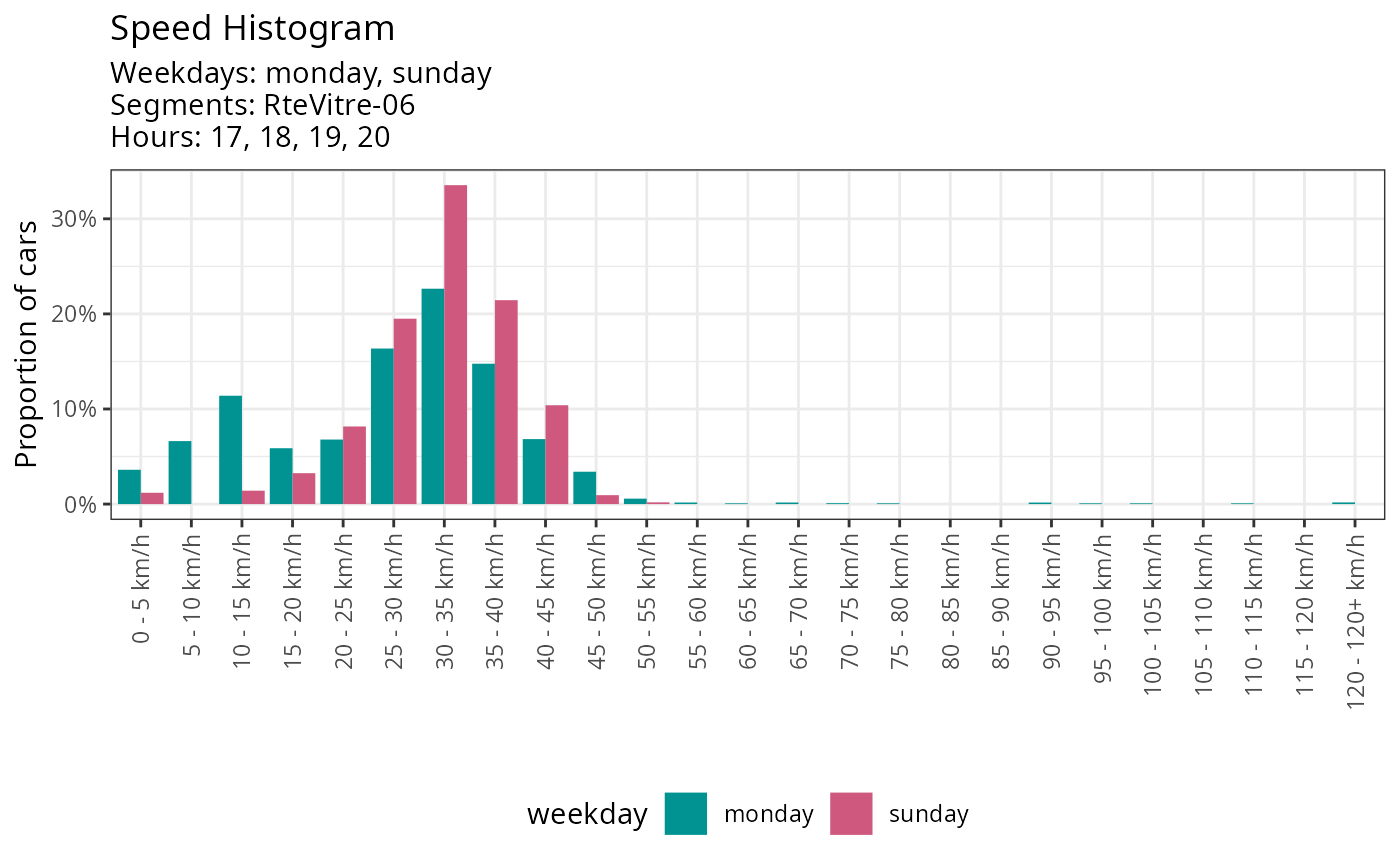 Speed Histogram
Weekdays: monday, sunday
Segments: RteVitre-06
Hours: 17, 18, 19, 20
Proportion of cars
30%
20%
10%
0%
0 - 5 km/h
5 - 10 km/h
10 - 15 km/h
15 - 20 km/h
20 - 25 km/h
25 - 30 km/h
30 - 35 km/h
35 - 40 km/h
40 - 45 km/h
45 - 50 km/h
50 - 55 km/h
55 - 60 km/h
60 - 65 km/h
65 - 70 km/h
70 - 75 km/h
75 - 80 km/h
80 - 85 km/h
85 - 90 km/h
90 - 95 km/h
95 - 100 km/h
100 - 105 km/h
105 - 110 km/h
110 - 115 km/h
115 - 120 km/h
120 - 120+ km/h
weekday monday sunday